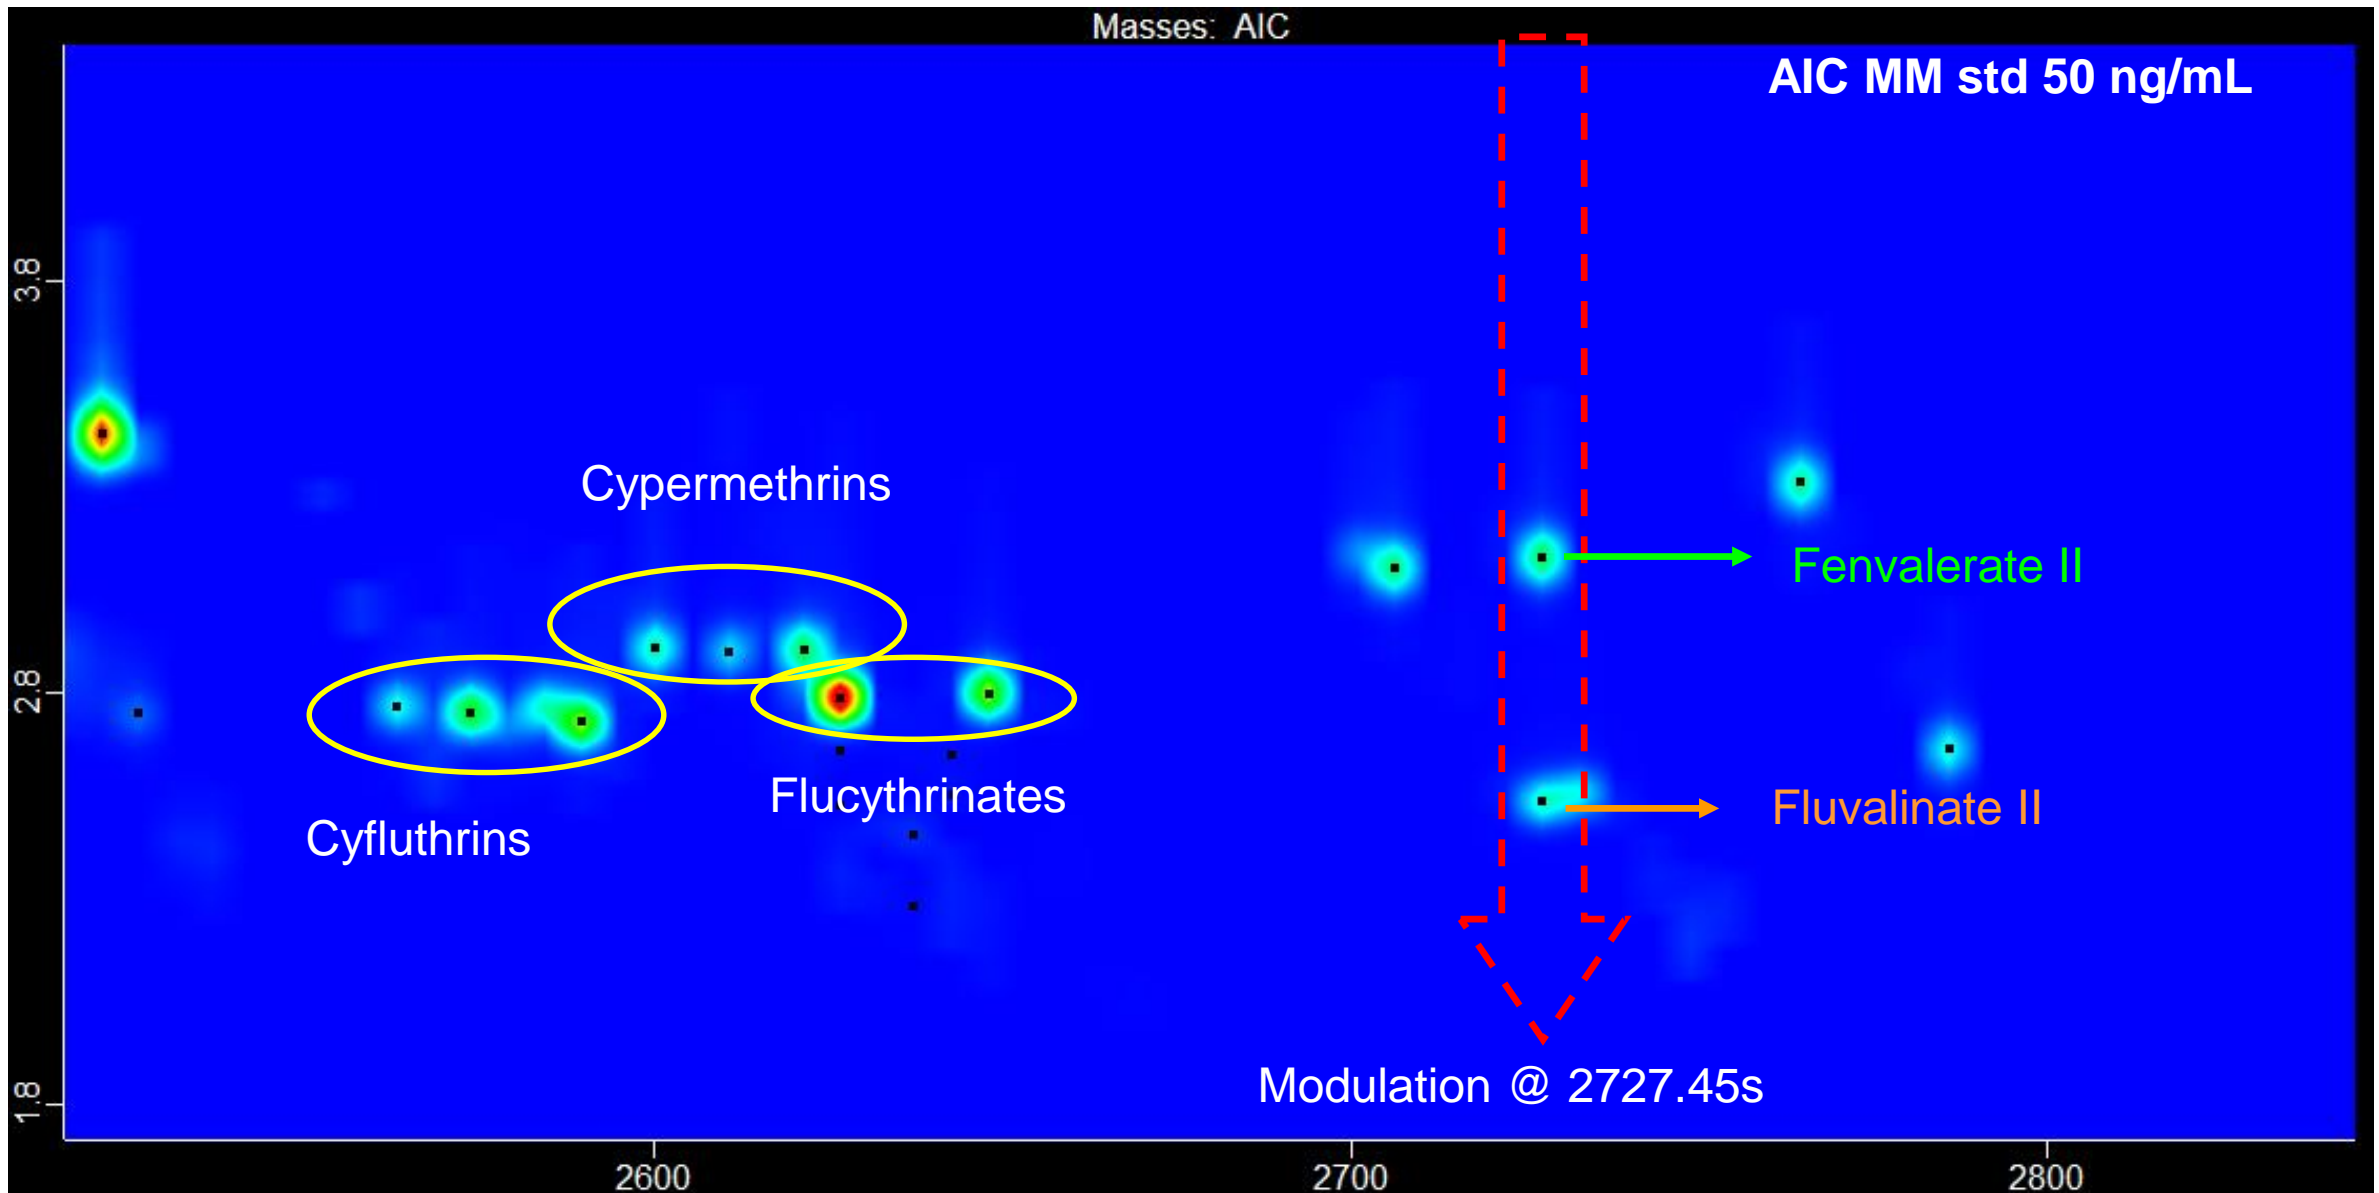 Masses: AIC
AIC MM std 50 ng/mL
3.8
Cypermethrins
Fenvalerate II
2.8
Flucythrinates
Fluvalinate II
Cyfluthrins
Modulation @ 2727.45s
1.8
2600
2700
2800